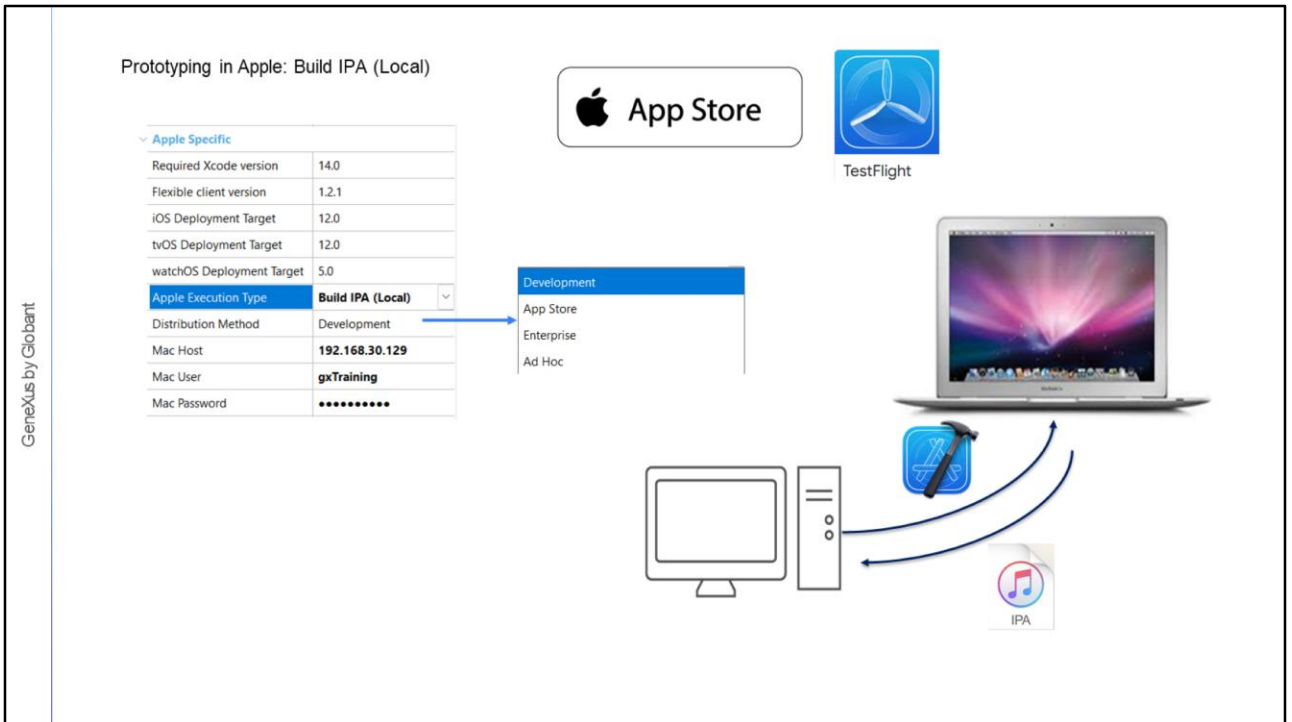 GeneXus by Globant
Prototyping in Apple: Build IPA (Local)
App Store
TestFlight
Apple Specific
Required Xcode version 14.0
Flexible client version 1.2.1
iOS Deployment Target 12.0
tvOS Deployment Target 12.0
watchOS Deployment Target 5.0
Apple Execution Type Build IPA (Local)
Distribution Method Development
Mac Host 192.168.30.129
Mac User gxTraining
Mac Password ••••••••••
Development
App Store
Enterprise
Ad Hoc
IPA